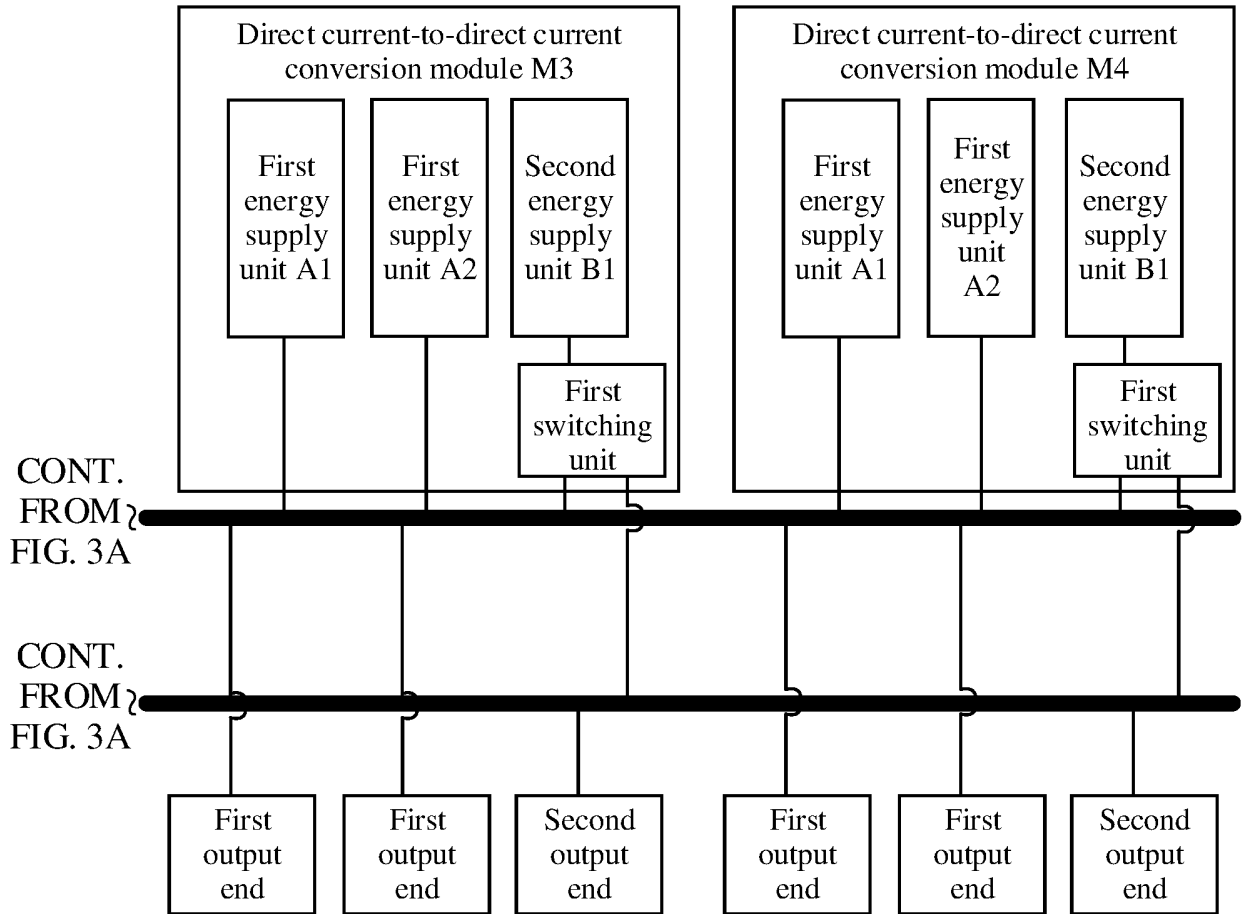 Direct current-to-direct current
conversion module M3
First
energy
supply
unit A1
First
energy
supply
unit A2
Second
energy
supply
unit B1
First
switching
unit
Direct current-to-direct current
conversion module M4
First
energy
supply
unit A1
First
energy
supply
unit
A2
Second
energy
supply
unit B1
First
switching
unit
CONT.
FROM
FIG. 3A
CONT.
FROM
FIG. 3A
First
output
end
First
output
end
Second
output
end
First
output
end
First
output
end
Second
output
end